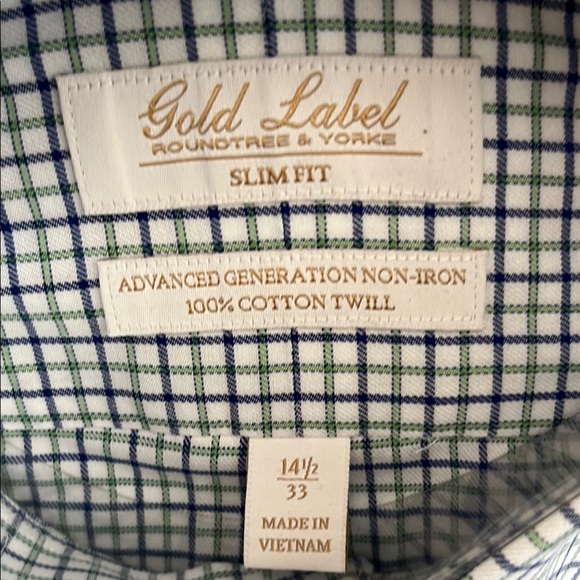 Gold Label
ROUNDTREE & YORKE
SLIM FIT
ADVANCED GENERATION NON-IRON
100% COTTON TWILL
14½
33
MADE IN
VIETNAM